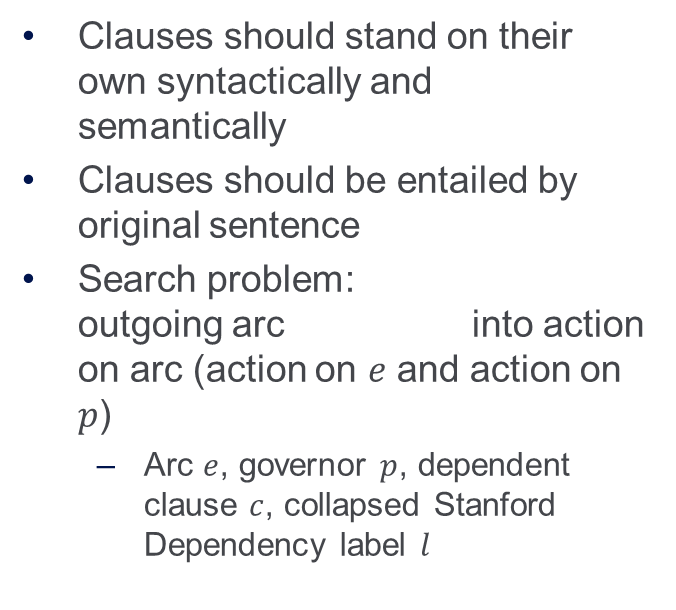 • Clauses should stand on their
own syntactically and
semantically
• Clauses should be entailed by
original sentence
• Search problem:
outgoing arc into action
on arc (action on e and action on
p)
– Arc e, governor p, dependent
clause c, collapsed Stanford
Dependency label l